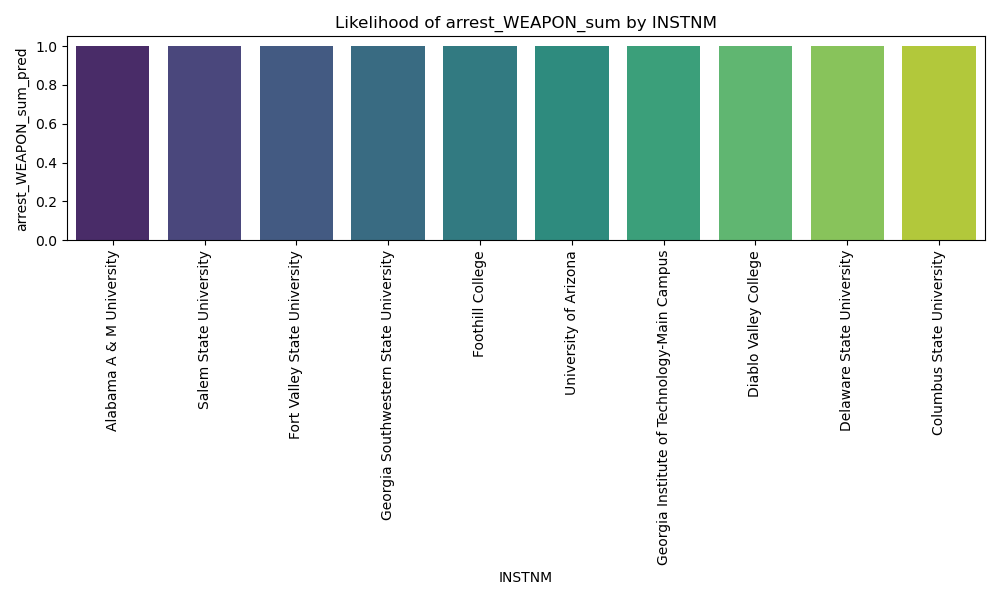 Likelihood of arrest_WEAPON_sum by INSTNM
arrest_WEAPON_sum_pred
1.0
0.8
0.6
0.4
0.2
0.0
Alabama A & M University
Salem State University
Fort Valley State University
Georgia Southwestern State University
Foothill College
University of Arizona
Georgia Institute of Technology-Main Campus
Diablo Valley College
Delaware State University
Columbus State University
INSTNM